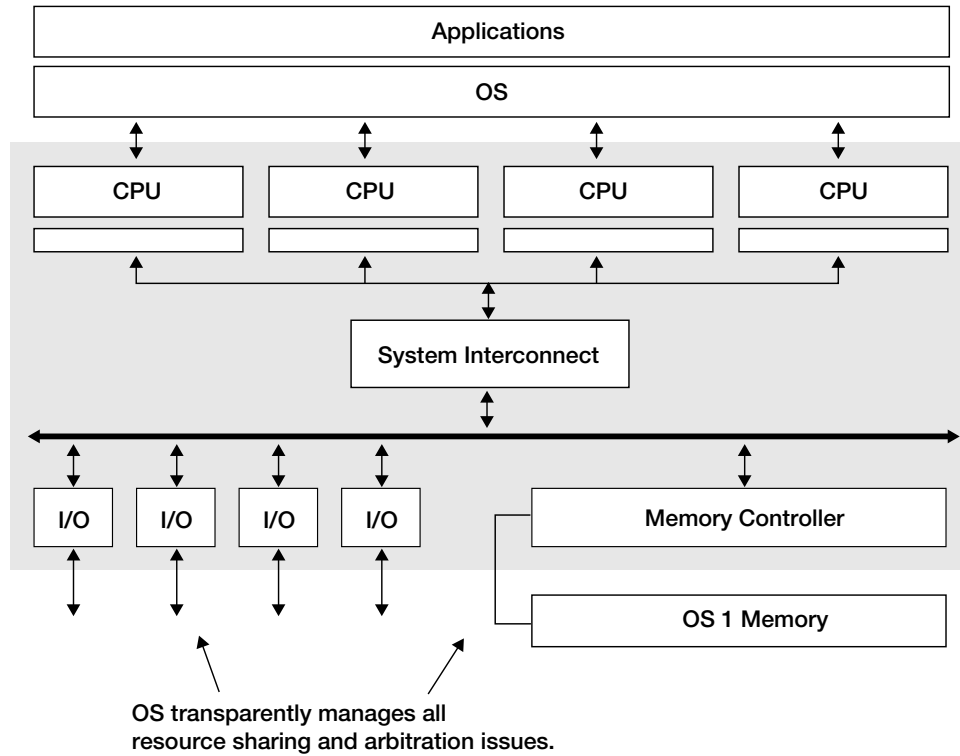 Applications
OS
CPU
CPU
CPU
CPU
System Interconnect
I/O
I/O
I/O
I/O
Memory Controller
OS 1 Memory
OS transparently manages all
resource sharing and arbitration issues.